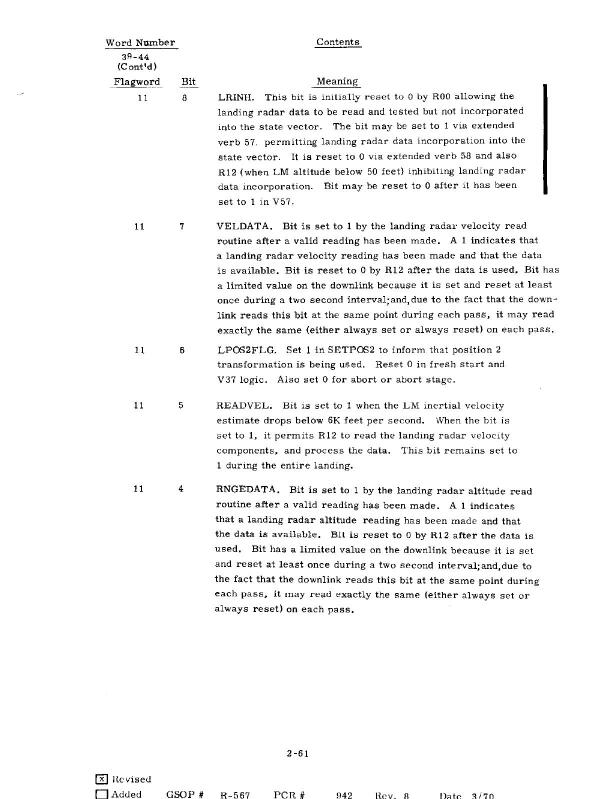 Word Number Contents
39-44
(Cont'd)
Flagword Bit Meaning
11 8 LRINH. This bit is initially reset to 0 by R00 allowing the
landing radar data to be read and tested but not incorporated
into the state vector. The bit may be set to 1 via extended
verb 57, permitting landing radar data incorporation into the
state vector. It is reset to 0 via extended verb 58 and also
R12 (when LM altitude below 50 feet) inhibiting landing radar
data incorporation. Bit may be reset to 0 after it has been
set to 1 in V57.
11 7 VELDATA. Bit is set to 1 by the landing radar velocity read
routine after a valid reading has been made. A 1 indicates that
a landing radar velocity reading has been made and that the data
is available. Bit is reset to 0 by R12 after the data is used. Bit has
a limited value on the downlink because it is set and reset at least
once during a two second interval;and,due to the fact that the down-
link reads this bit at the same point during each pass, it may read
exactly the same (either always set or always reset) on each pass.
11 6 LPOS2FLG. Set 1 in SETPOS2 to inform that position 2
transformation is being used. Reset 0 in fresh start and
V37 logic. Also set 0 for abort or abort stage.
11 5 READVEL. Bit is set to 1 when the LM inertial velocity
estimate drops below 6K feet per second. When the bit is
set to 1, it permits R12 to read the landing radar velocity
components, and process the data. This bit remains set to
1 during the entire landing.
11 4 RNGEDATA. Bit is set to 1 by the landing radar altitude read
routine after a valid reading has been made. A 1 indicates
that a landing radar altitude reading has been made and that
the data is available. Bit is reset to 0 by R12 after the data is
used. Bit has a limited value on the downlink because it is set
and reset at least once during a two second interval;and,due to
the fact that the downlink reads this bit at the same point during
each pass, it may read exactly the same (either always set or
always reset) on each pass.
2-61
[x] Revised
[ ] Added GSOP # R-567 PCR # 942 Rev. 8 Date 3/70